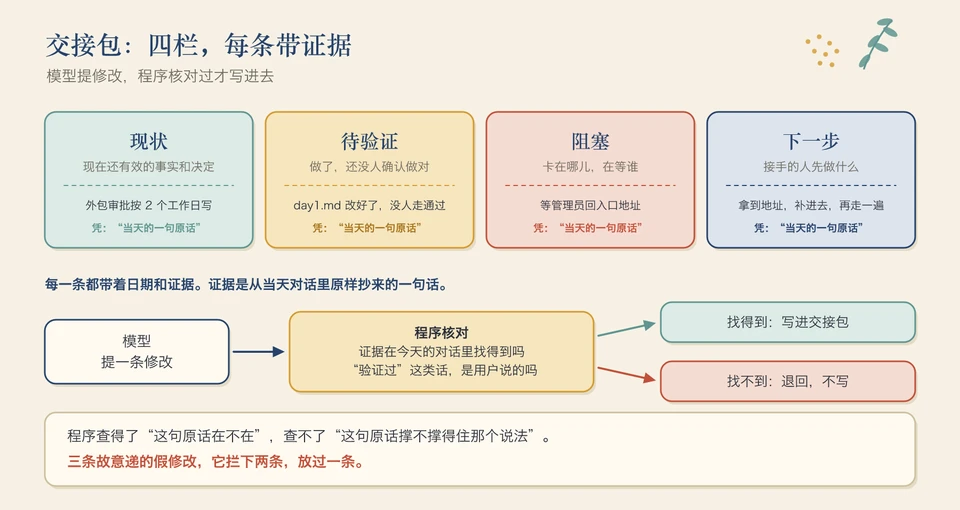 交接包：四栏，每条带证据
模型提修改，程序核对过才写进去
现状
现在还有效的事实和决定
外包审批按 2 个工作日写
凭：“当天的一句原话”
待验证
做了，还没人确认做对
day1.md 改好了，没人走通过
凭：“当天的一句原话”
阻塞
卡在哪儿，在等谁
等管理员回入口地址
凭：“当天的一句原话”
下一步
接手的人先做什么
拿到地址，补进去，再走一遍
凭：“当天的一句原话”
每一条都带着日期和证据。证据是从当天对话里原样抄来的一句话。
模型
提一条修改
程序核对
证据在今天的对话里找得到吗
“验证过”这类话，是用户说的吗
找得到：写进交接包
找不到：退回，不写
程序查得了“这句原话在不在”，查不了“这句原话撑不撑得住那个说法”。
三条故意递的假修改，它拦下两条，放过一条。